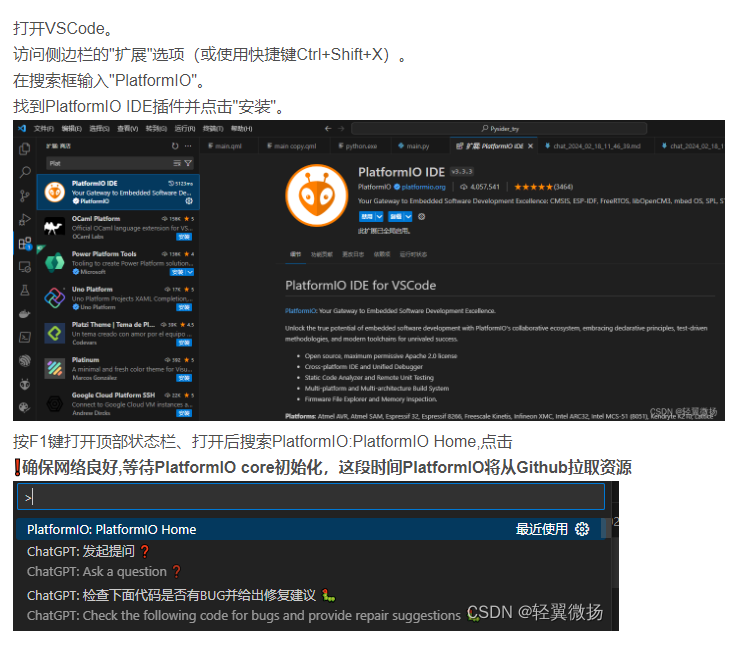 打开VSCode。
访问侧边栏的"扩展"选项（或使用快捷键Ctrl+Shift+X）。
在搜索框输入"PlatformIO"。
找到PlatformIO IDE插件并点击"安装"。
文件(F) 编辑(E) 选择(S) 查看(V) 转到(G) 运行(R) 终端(T) 帮助(H)
Pyside_try
main.qml main copy.qml python.exe main.py 扩展: PlatformIO IDE chat_2024_02_18_11_46_38.md chat_2024_02_18_1
Plat
PlatformIO IDE
Your Gateway to Embedded Software De...
PlatformIO
OCaml Platform 158K 5
Official OCaml language extension for VS...
OCaml Labs 安装
Power Platform Tools 136K 4
Tooling to create Power Platform solution...
Microsoft 安装
Uno Platform 17K 5
Uno Platform Projects XAML Completion,...
Uno Platform 安装
Platzi Theme | Tema de Pl... 39K 4.5
Un tema creado con amor por el equipo ...
Codevars 安装
Platinum 392 5
A minimal and fresh color theme for Visu...
Marcos González 安装
Google Cloud Platform SSH 22K 5
Connect to Google Cloud VM instances a...
Andrew Dircks 安装
PlatformIO IDE v3.3.3
PlatformIO platformio.org 4,057,541 (3464)
Your Gateway to Embedded Software Development Excellence: CMSIS, ESP-IDF, FreeRTOS, libOpenCM3, mbed OS, SPL, S
禁用 卸载
此扩展已全局启用。
细节 功能贡献 更改日志 依赖项 运行时状态
PlatformIO IDE for VSCode
PlatformIO: Your Gateway to Embedded Software Development Excellence.
Unlock the true potential of embedded software development with PlatformIO's collaborative ecosystem, embracing declarative principles, test-driven
methodologies, and modern toolchains for unrivaled success.
Open source, maximum permissive Apache 2.0 license
Cross-platform IDE and Unified Debugger
Static Code Analyzer and Remote Unit Testing
Multi-platform and Multi-architecture Build System
Firmware File Explorer and Memory Inspection.
Platforms: Atmel AVR, Atmel SAM, Espressif 32, Espressif 8266, Freescale Kinetis, Infineon XMC, Intel ARC32, Intel MCS-51 (8051), Kendryte K210, Lattice
CSDN @轻翼微扬
按F1键打开顶部状态栏、打开后搜索PlatformIO:PlatformIO Home,点击
❗确保网络良好,等待PlatformIO core初始化，这段时间PlatformIO将从Github拉取资源
>
PlatformIO: PlatformIO Home 最近使用
ChatGPT: 发起提问❓
ChatGPT: Ask a question❓
ChatGPT: 检查下面代码是否有BUG并给出修复建议🐛
ChatGPT: Check the following code for bugs and provide repair suggestions 🐛
CSDN @轻翼微扬